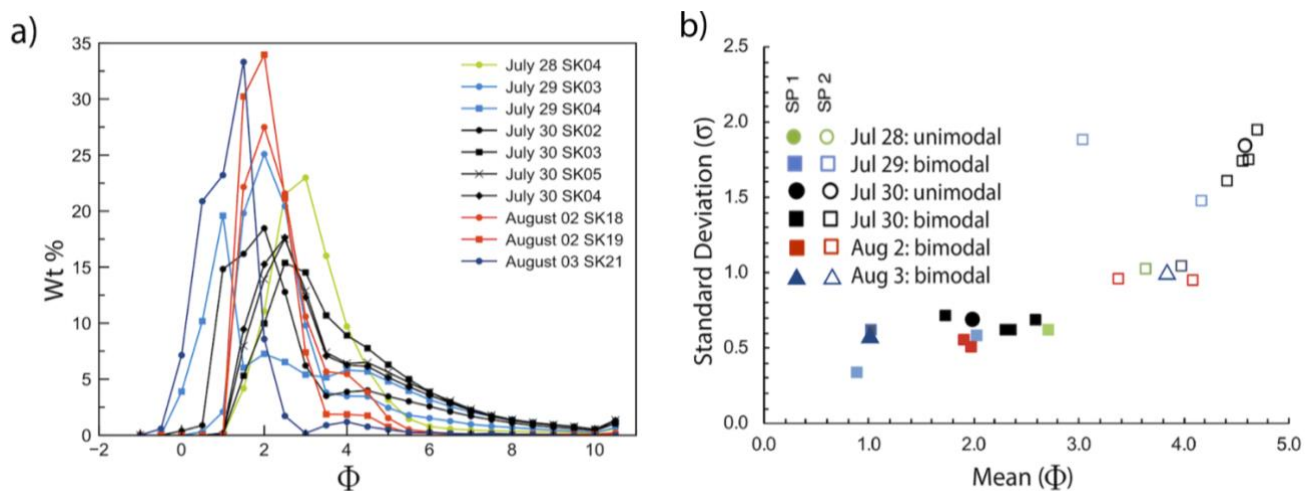 a)
35
30
25
20
15
10
5
0
Wt %
−2
0
2
4
6
8
10
Φ
July 28 SK04
July 29 SK03
July 29 SK04
July 30 SK02
July 30 SK03
July 30 SK05
July 30 SK04
August 02 SK18
August 02 SK19
August 03 SK21
b)
2.5
2.0
1.5
1.0
0.5
0.0
Standard Deviation (σ)
0.0
1.0
2.0
3.0
4.0
5.0
Mean (Φ)
SP 1
SP 2
Jul 28: unimodal
Jul 29: bimodal
Jul 30: unimodal
Jul 30: bimodal
Aug 2: bimodal
Aug 3: bimodal